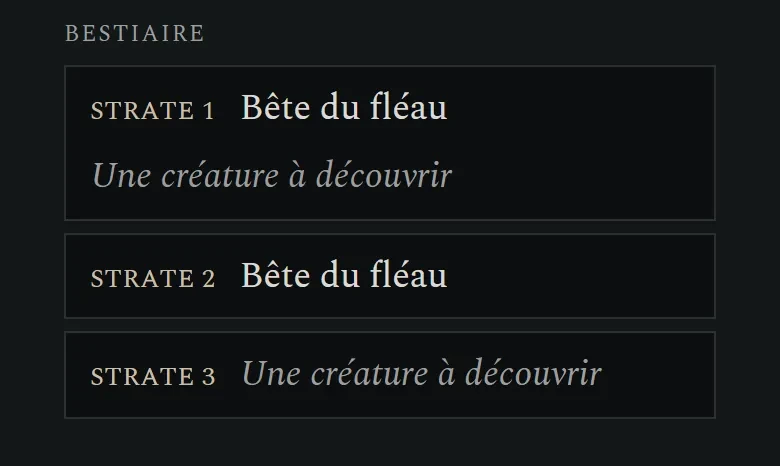 BESTIAIRE
STRATE 1 Bête du fléau
Une créature à découvrir
STRATE 2 Bête du fléau
STRATE 3 Une créature à découvrir